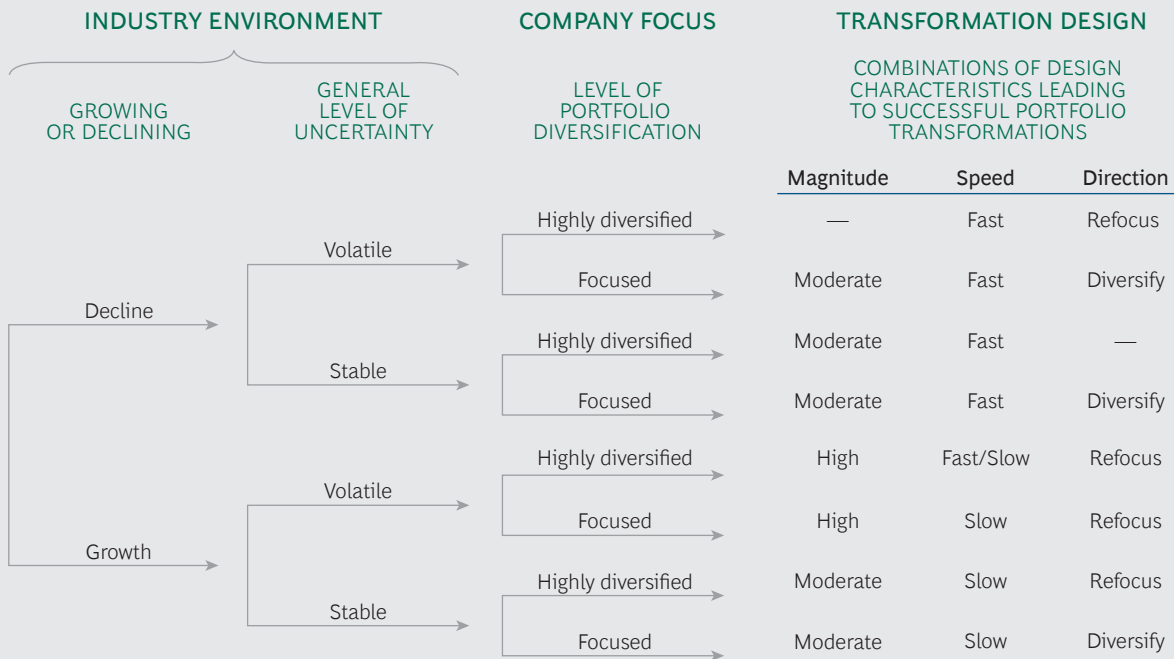 INDUSTRY ENVIRONMENT
COMPANY FOCUS
TRANSFORMATION DESIGN
GROWING
OR DECLINING
GENERAL
LEVEL OF
UNCERTAINTY
LEVEL OF
PORTFOLIO
DIVERSIFICATION
COMBINATIONS OF DESIGN
CHARACTERISTICS LEADING
TO SUCCESSFUL PORTFOLIO
TRANSFORMATIONS
Magnitude Speed Direction
Highly diversified — Fast Refocus
Volatile
Focused Moderate Fast Diversify
Decline
Highly diversified Moderate Fast —
Stable
Focused Moderate Fast Diversify
Highly diversified High Fast/Slow Refocus
Volatile
Focused High Slow Refocus
Growth
Highly diversified Moderate Slow Refocus
Stable
Focused Moderate Slow Diversify